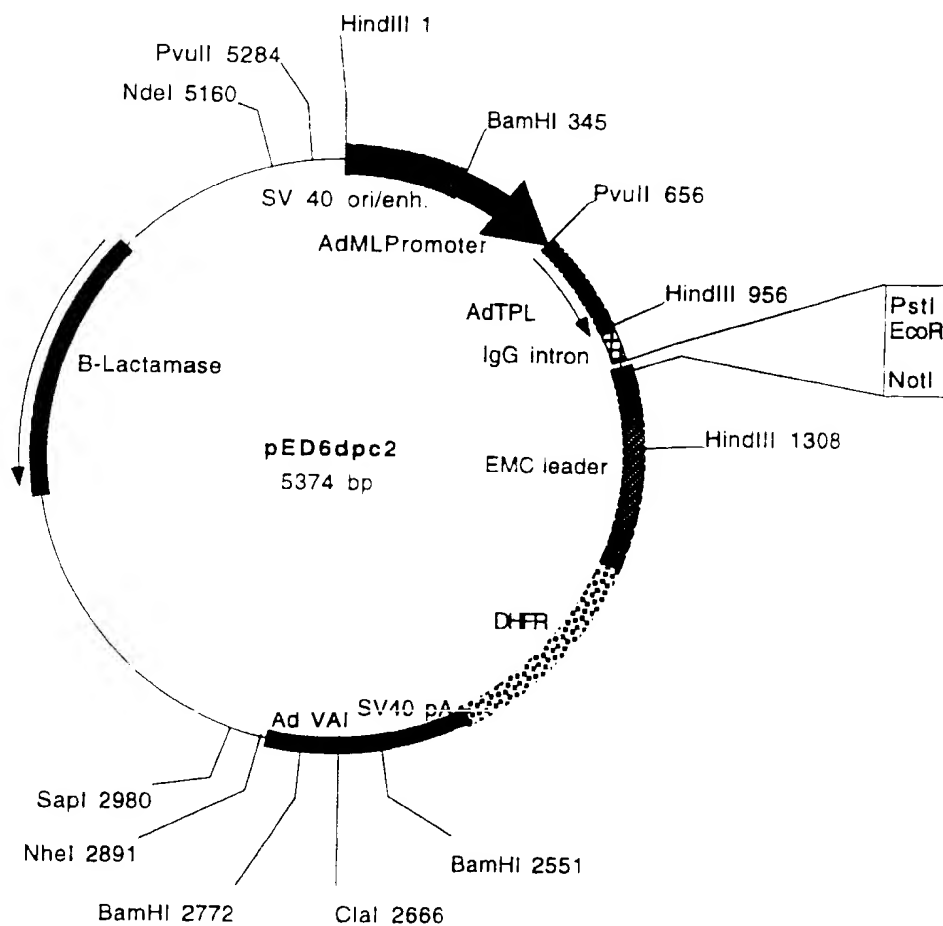 HindIII 1
PvuII 5284
NdeI 5160
BamHI 345
SV 40 ori/enh.
PvuII 656
AdMLPromoter
HindIII 956
AdTPL
PstI
EcoR
IgG intron
NotI
B-Lactamase
pED6dpc2
5374 bp
HindIII 1308
EMC leader
DHFR
SV40 pA
Ad VAI
SapI 2980
NheI 2891
BamHI 2551
BamHI 2772
ClaI 2666